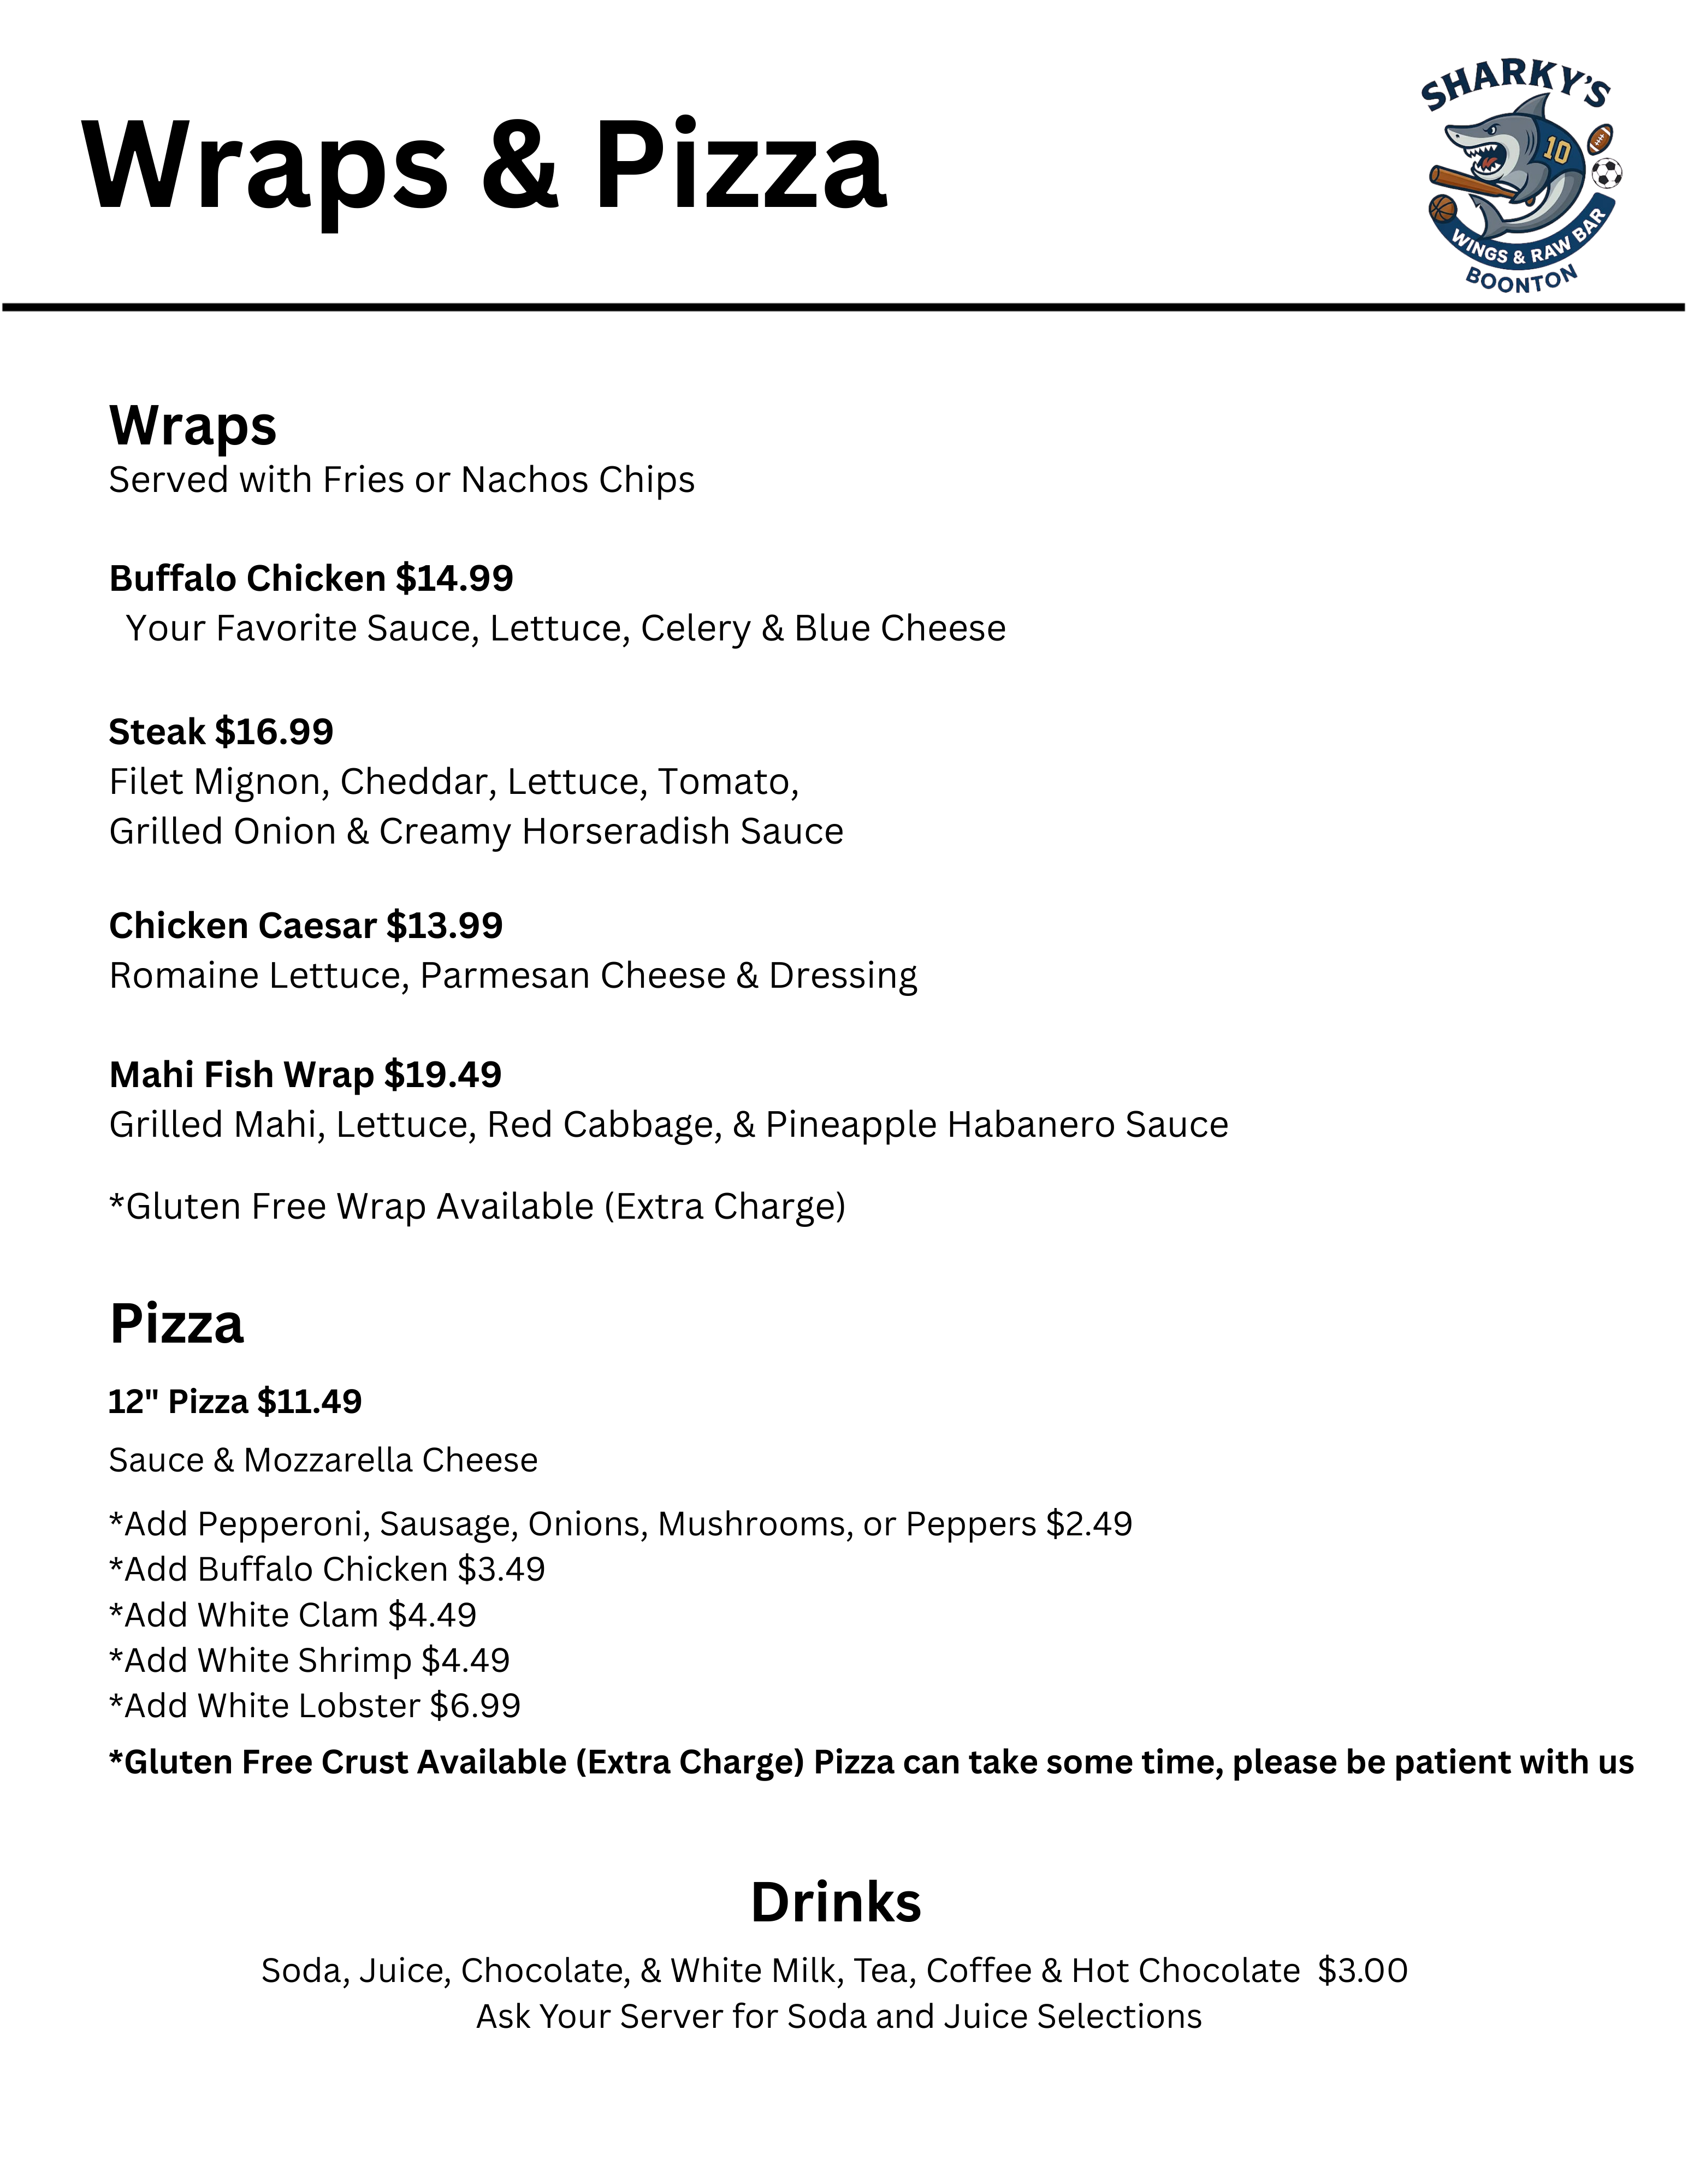 Wraps & Pizza
SHARKY'S
10
WINGS & RAW BAR
BOONTON
Wraps
Served with Fries or Nachos Chips
Buffalo Chicken $14.99
Your Favorite Sauce, Lettuce, Celery & Blue Cheese
Steak $16.99
Filet Mignon, Cheddar, Lettuce, Tomato,
Grilled Onion & Creamy Horseradish Sauce
Chicken Caesar $13.99
Romaine Lettuce, Parmesan Cheese & Dressing
Mahi Fish Wrap $19.49
Grilled Mahi, Lettuce, Red Cabbage, & Pineapple Habanero Sauce
*Gluten Free Wrap Available (Extra Charge)
Pizza
12" Pizza $11.49
Sauce & Mozzarella Cheese
*Add Pepperoni, Sausage, Onions, Mushrooms, or Peppers $2.49
*Add Buffalo Chicken $3.49
*Add White Clam $4.49
*Add White Shrimp $4.49
*Add White Lobster $6.99
*Gluten Free Crust Available (Extra Charge) Pizza can take some time, please be patient with us
Drinks
Soda, Juice, Chocolate, & White Milk, Tea, Coffee & Hot Chocolate  $3.00
Ask Your Server for Soda and Juice Selections